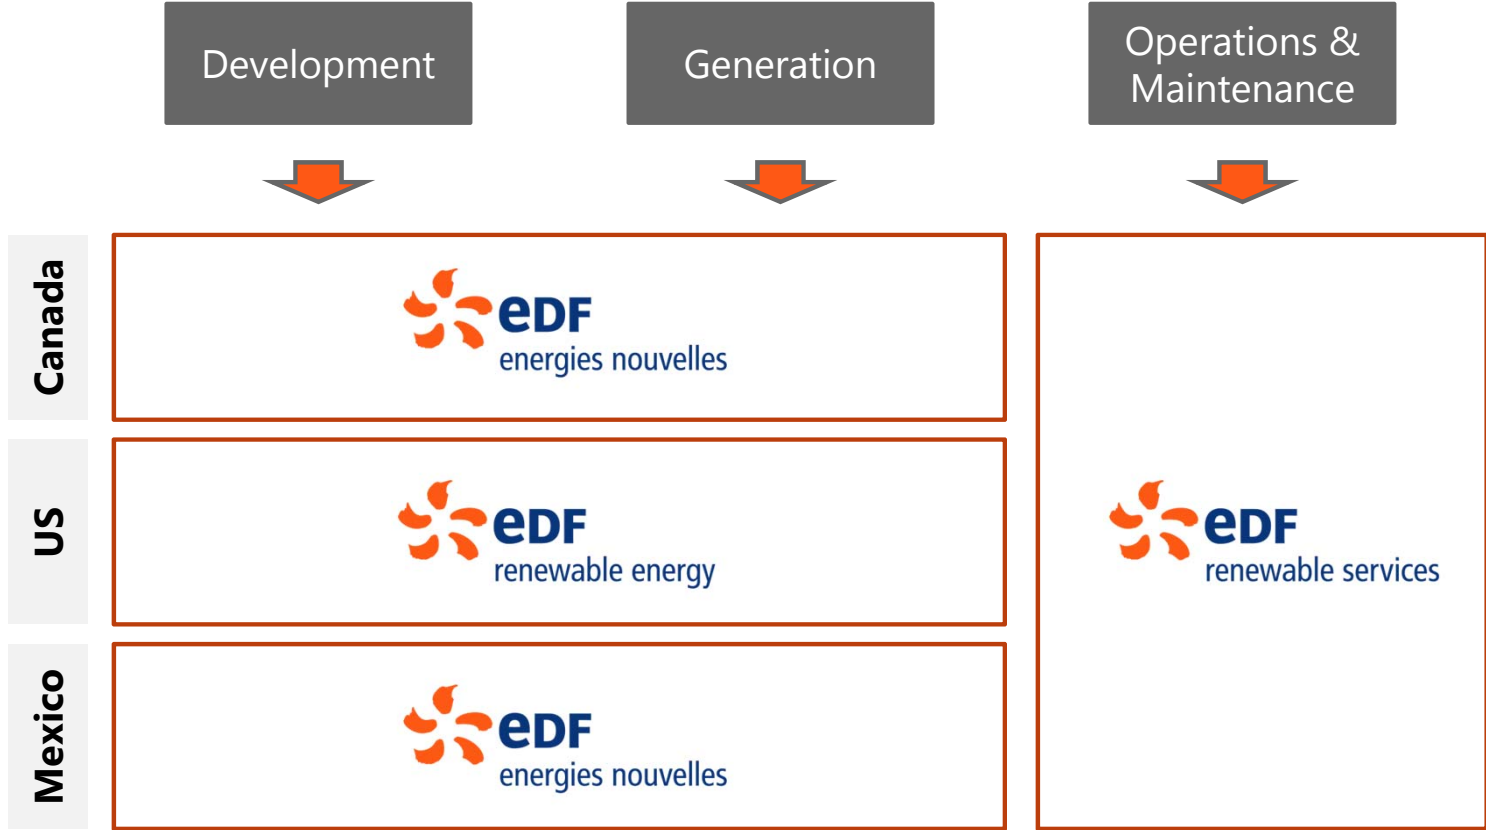 Development
Generation
Operations &
Maintenance
Canada
eDF
energies nouvelles
US
eDF
renewable energy
eDF
renewable services
Mexico
eDF
energies nouvelles